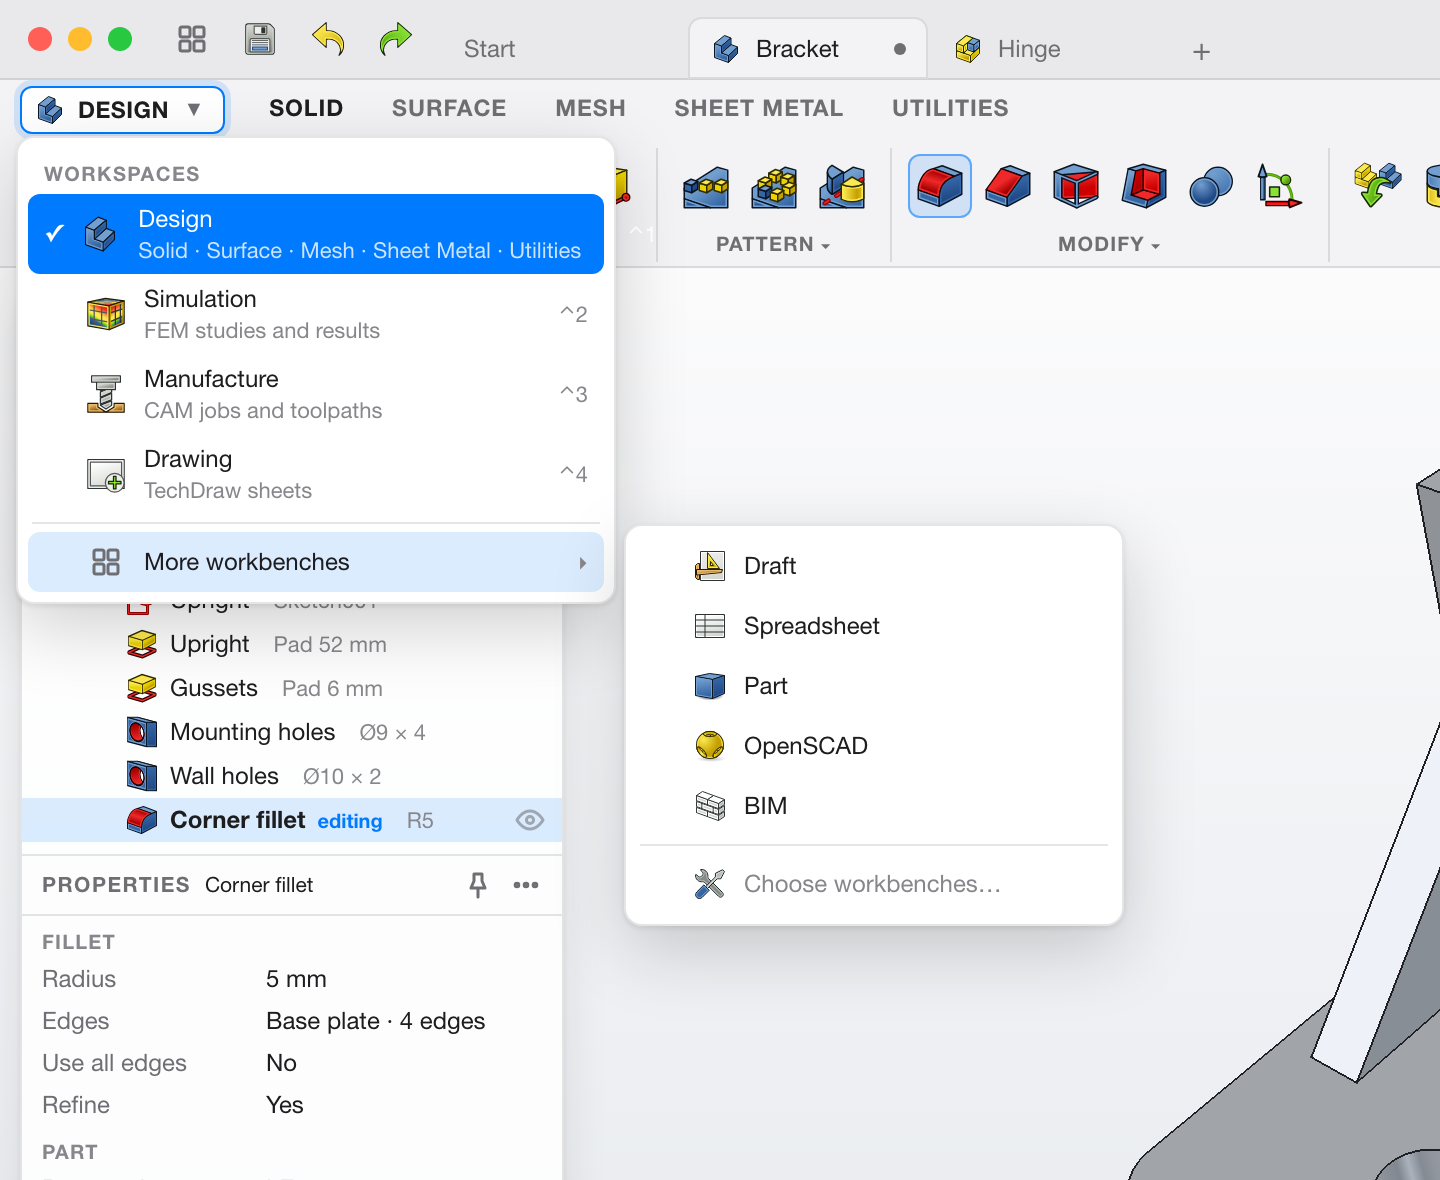 Start
Bracket
Hinge
+
DESIGN ▼
SOLID
SURFACE
MESH
SHEET METAL
UTILITIES
WORKSPACES
✓ Design
Solid · Surface · Mesh · Sheet Metal · Utilities
^1
Simulation
FEM studies and results
^2
Manufacture
CAM jobs and toolpaths
^3
Drawing
TechDraw sheets
^4
More workbenches
PATTERN
MODIFY
Draft
Spreadsheet
Part
OpenSCAD
BIM
Choose workbenches…
Upright Sketch001
Upright Pad 52 mm
Gussets Pad 6 mm
Mounting holes Ø9 × 4
Wall holes Ø10 × 2
Corner fillet editing R5
PROPERTIES Corner fillet
FILLET
Radius 5 mm
Edges Base plate · 4 edges
Use all edges No
Refine Yes
PART